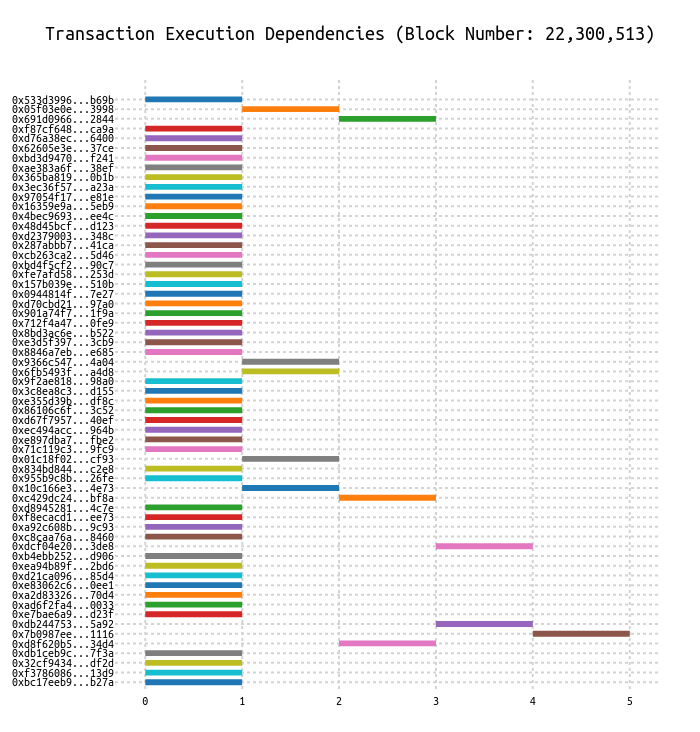 Transaction Execution Dependencies (Block Number: 22,300,513)
0x533d3996...b69b
0x05f03e0e...3998
0x691d0966...2844
0xf87cf648...ca9a
0xd76a38ec...6400
0x62605e3e...37ce
0xbd3d9470...f241
0xae383a6f...38ef
0x365ba819...0b1b
0x3ec36f57...a23a
0x97054f17...e81e
0x16359e9a...5eb9
0x4bec9693...ee4c
0x48d45bcf...d123
0xd2379003...348c
0x287abbb7...41ca
0xcb263ca2...5d46
0xbd4f5cf2...90c7
0xfe7afd58...253d
0x157b039e...510b
0x0944814f...7e27
0xd70cbd21...97a0
0x901a74f7...1f9a
0x712f4a47...0fe9
0x8bd3ac6e...b522
0xe3d5f397...3cb9
0x8846a7eb...e685
0x9366c547...4a04
0x6fb5493f...a4d8
0x9f2ae818...98a0
0x3c8ea8c3...d155
0xe355d39b...df8c
0x86106c6f...3c52
0xd67f7957...40ef
0xec494acc...964b
0xe897dba7...fbe2
0x71c119c3...9fc9
0x01c18f02...cf93
0x834bd844...c2e8
0x955b9c8b...26fe
0x10c166e3...4e73
0xc429dc24...bf8a
0xd8945281...4c7e
0xf8ecacd1...ee73
0xa92c608b...9c93
0xc8caa76a...8460
0xdcf04e20...3de8
0xb4ebb252...d906
0xea94b89f...2bd6
0xd21ca096...85d4
0xe83062c6...0ee1
0xa2d83326...70d4
0xad6f2fa4...0033
0xe7bae6a9...d23f
0xdb244753...5a92
0x7b0987ee...1116
0xd8f620b5...34d4
0xdb1ceb9c...7f3a
0x32cf9434...df2d
0xf3786086...13d9
0xbc17eeb9...b27a
0 1 2 3 4 5